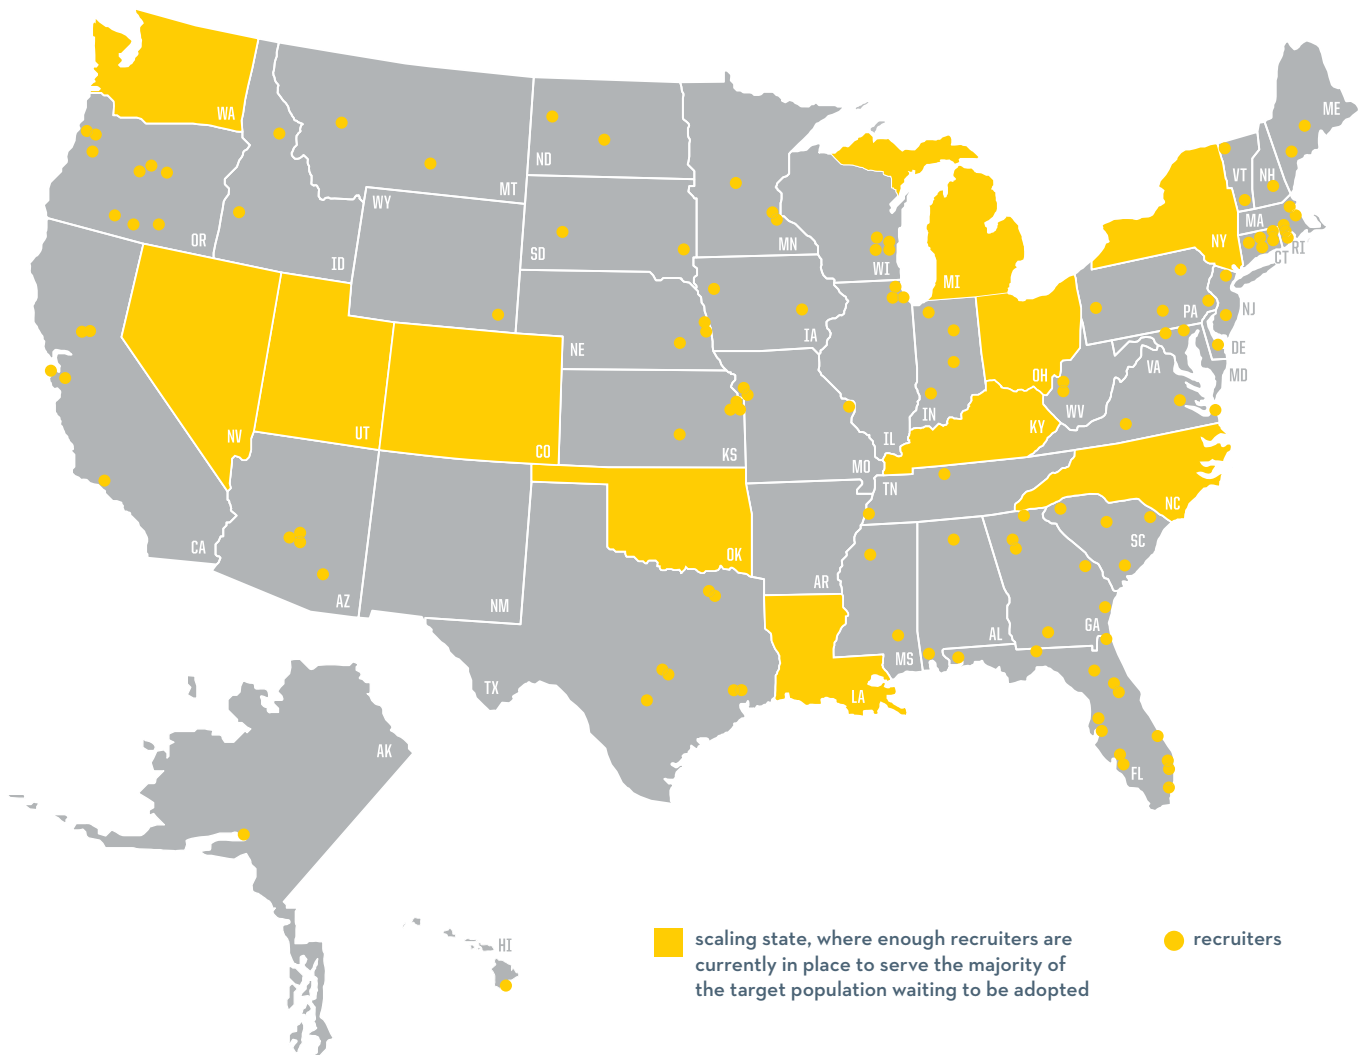 ME
WA
VT
NH
ND
MT
WY
MA
NY
OR
MN
RI
SD
CT
ID
WI
MI
PA
NJ
IA
NE
DE
VA
MD
OH
WV
IN
KY
NV
UT
IL
CO
KS
MO
TN
NC
SC
CA
OK
AR
AZ
NM
GA
AL
MS
TX
LA
AK
FL
HI
scaling state, where enough recruiters are
currently in place to serve the majority of
the target population waiting to be adopted
recruiters